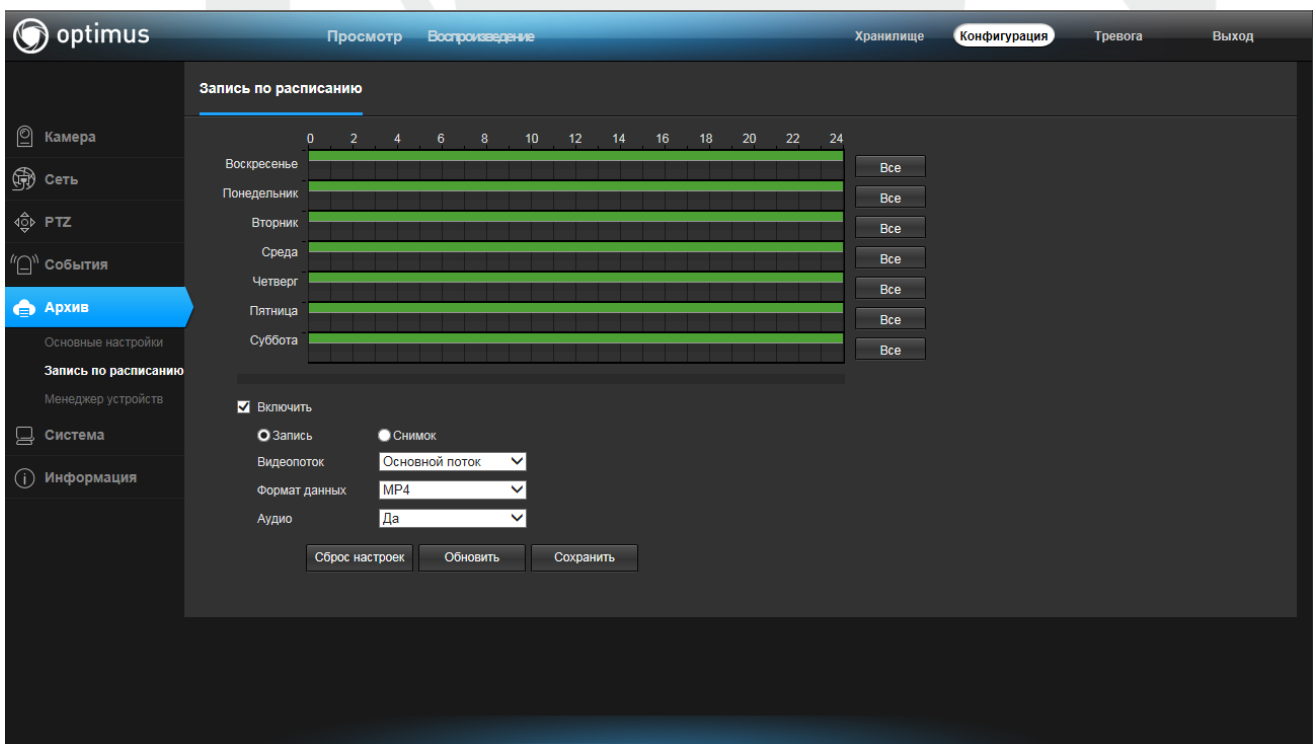 optimus
Просмотр Воспроизведение Хранилище Конфигурация Тревога Выход
Запись по расписанию
Камера
Сеть
PTZ
События
Архив
Основные настройки
Запись по расписанию
Менеджер устройств
Система
Информация
0 2 4 6 8 10 12 14 16 18 20 22 24
Воскресенье Все
Понедельник Все
Вторник Все
Среда Все
Четверг Все
Пятница Все
Суббота Все
Включить
Запись Снимок
Видеопоток Основной поток
Формат данных MP4
Аудио Да
Сброс настроек Обновить Сохранить